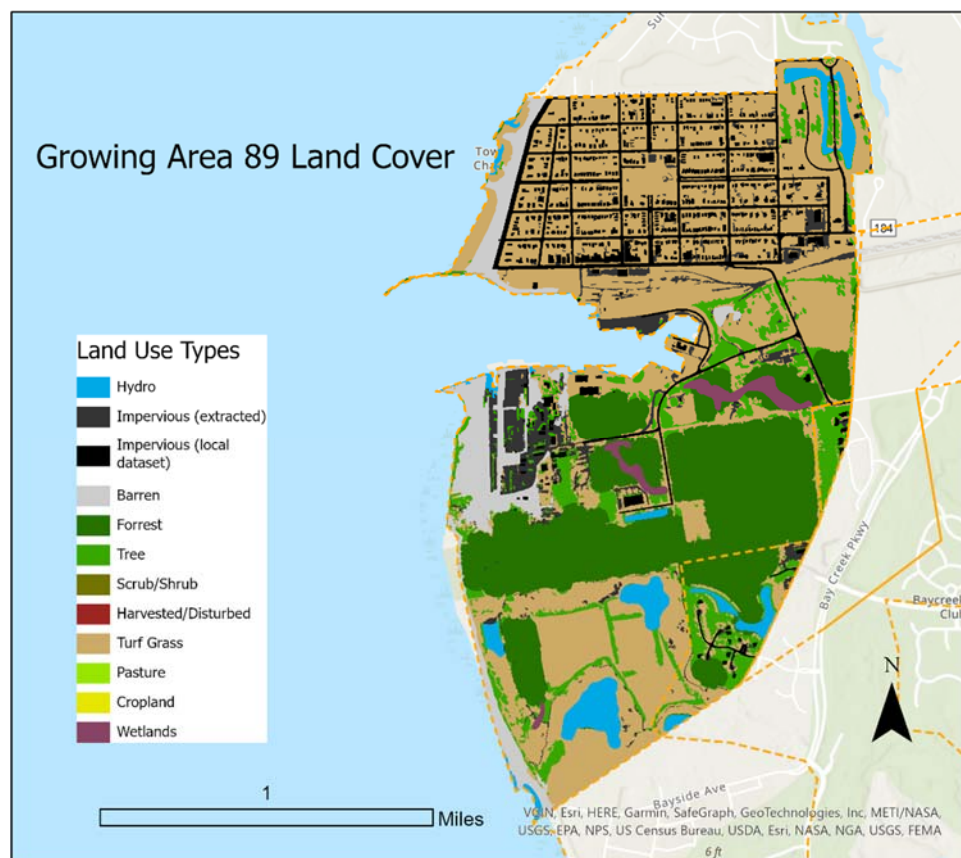 Growing Area 89 Land Cover
Tow
Cha
184
Land Use Types
Hydro
Impervious (extracted)
Impervious (local
dataset)
Barren
Forrest
Tree
Scrub/Shrub
Harvested/Disturbed
Turf Grass
Pasture
Cropland
Wetlands
Bay Creek Pkwy
Baycreek
Club
N
1
Miles
Bayside Ave
VGIN, Esri, HERE, Garmin, SafeGraph, GeoTechnologies, Inc, METI/NASA,
USGS, EPA, NPS, US Census Bureau, USDA, Esri, NASA, NGA, USGS, FEMA
6 ft